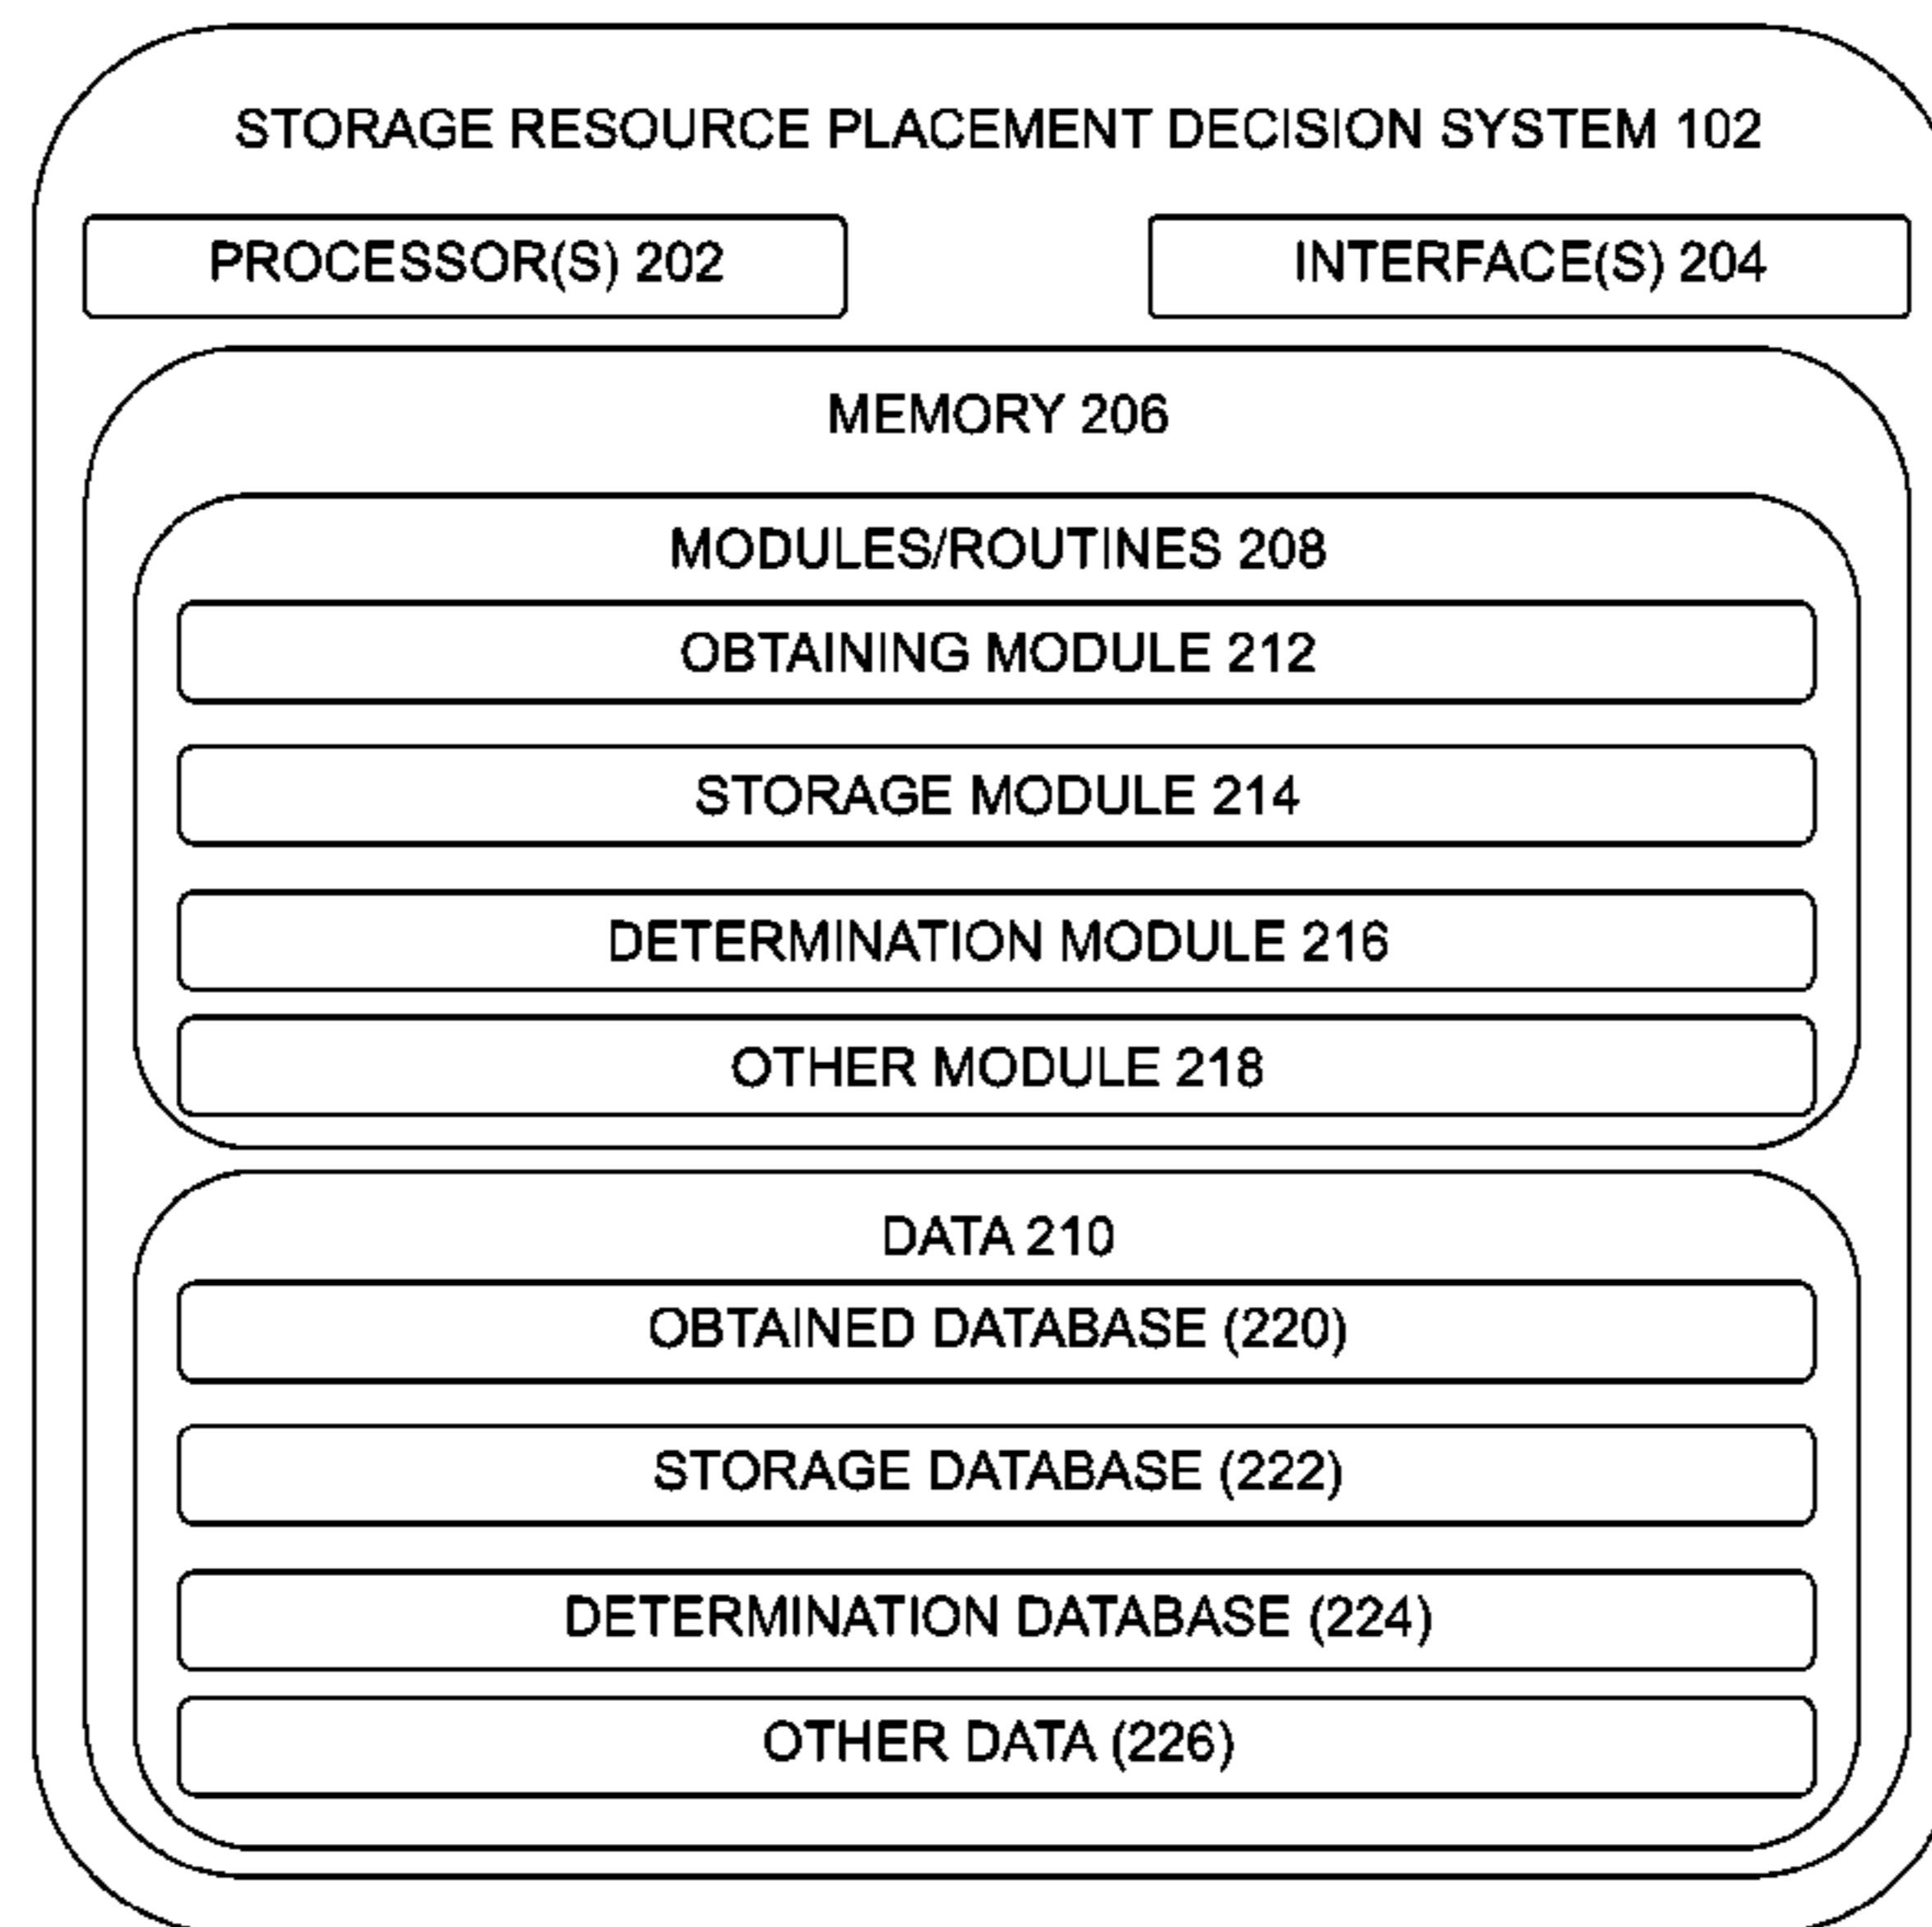 STORAGE RESOURCE PLACEMENT DECISION SYSTEM 102
PROCESSOR(S) 202
INTERFACE(S) 204
MEMORY 206
MODULES/ROUTINES 208
OBTAINING MODULE 212
STORAGE MODULE 214
DETERMINATION MODULE 216
OTHER MODULE 218
DATA 210
OBTAINED DATABASE (220)
STORAGE DATABASE (222)
DETERMINATION DATABASE (224)
OTHER DATA (226)